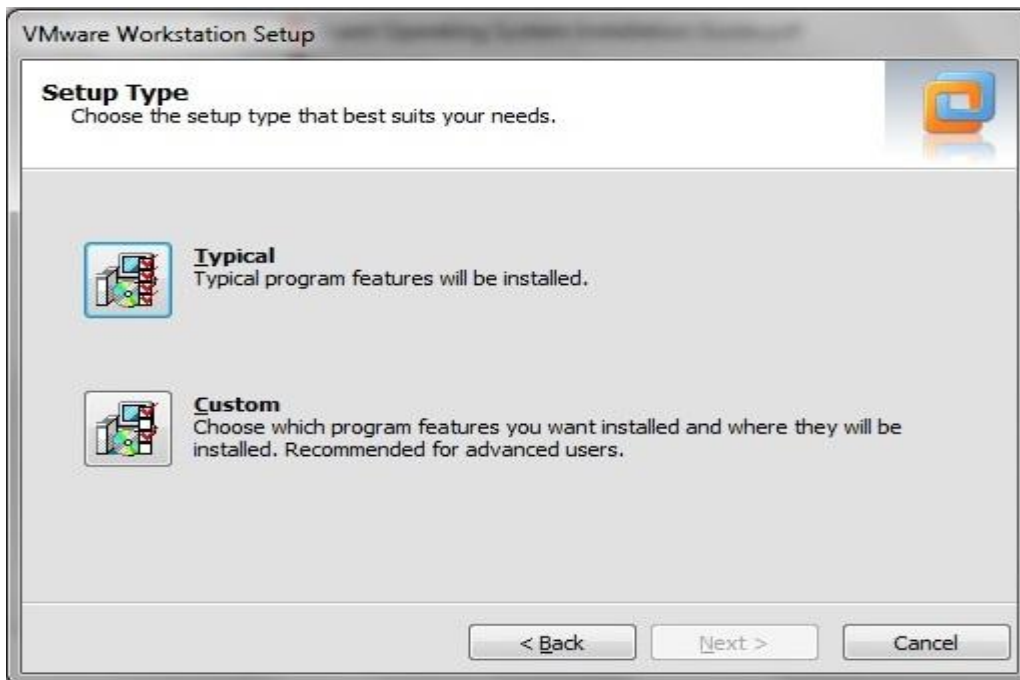 VMware Workstation Setup
Setup Type
Choose the setup type that best suits your needs.
Typical
Typical program features will be installed.
Custom
Choose which program features you want installed and where they will be
installed. Recommended for advanced users.
< Back
Next >
Cancel